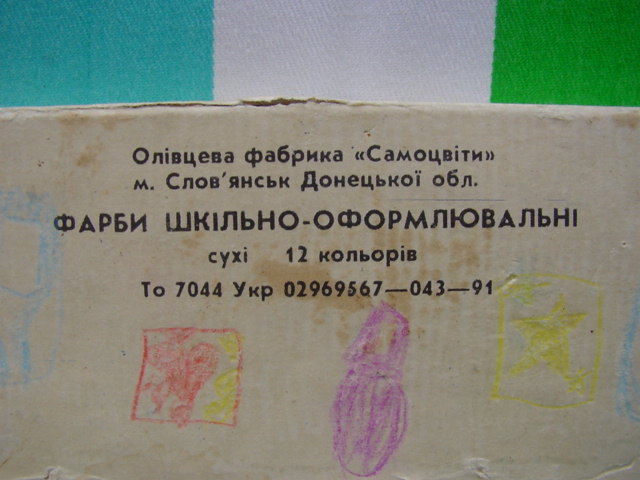 Олівцева фабрика «Самоцвіти»
м. Слов'янськ Донецької обл.
ФАРБИ ШКІЛЬНО-ОФОРМЛЮВАЛЬНІ
сухі 12 кольорів
То 7044 Укр 02969567—043—91